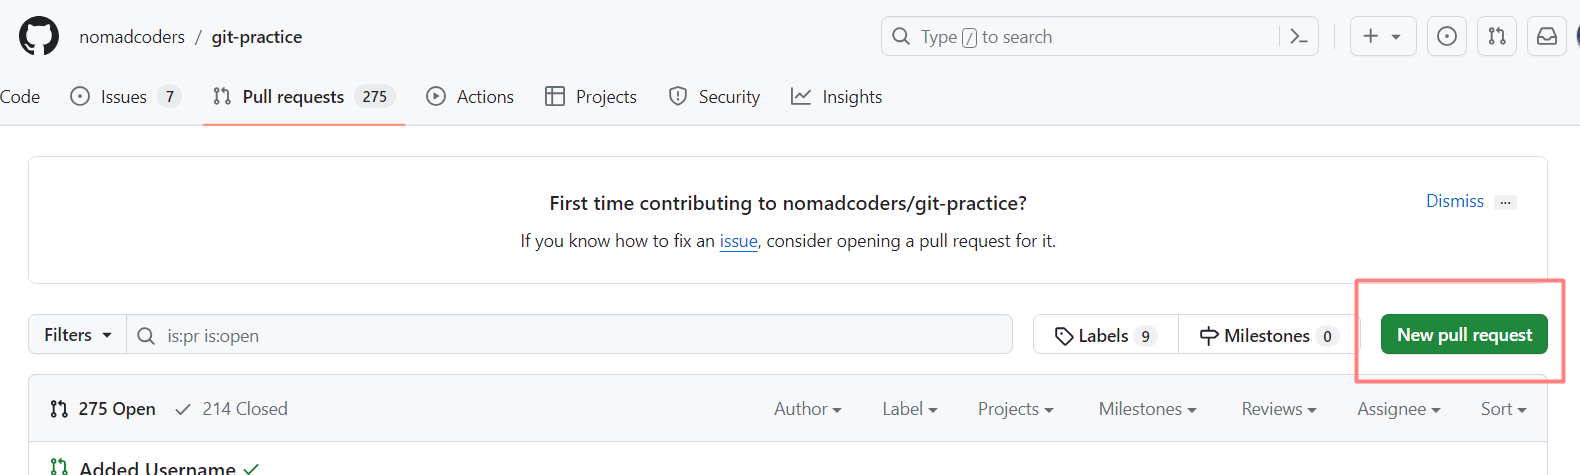 nomadcoders / git-practice
Type / to search
Code Issues 7 Pull requests 275 Actions Projects Security Insights
First time contributing to nomadcoders/git-practice?
Dismiss ...
If you know how to fix an issue, consider opening a pull request for it.
Filters is:pr is:open Labels 9 Milestones 0 New pull request
275 Open 214 Closed Author Label Projects Milestones Reviews Assignee Sort
Added Username